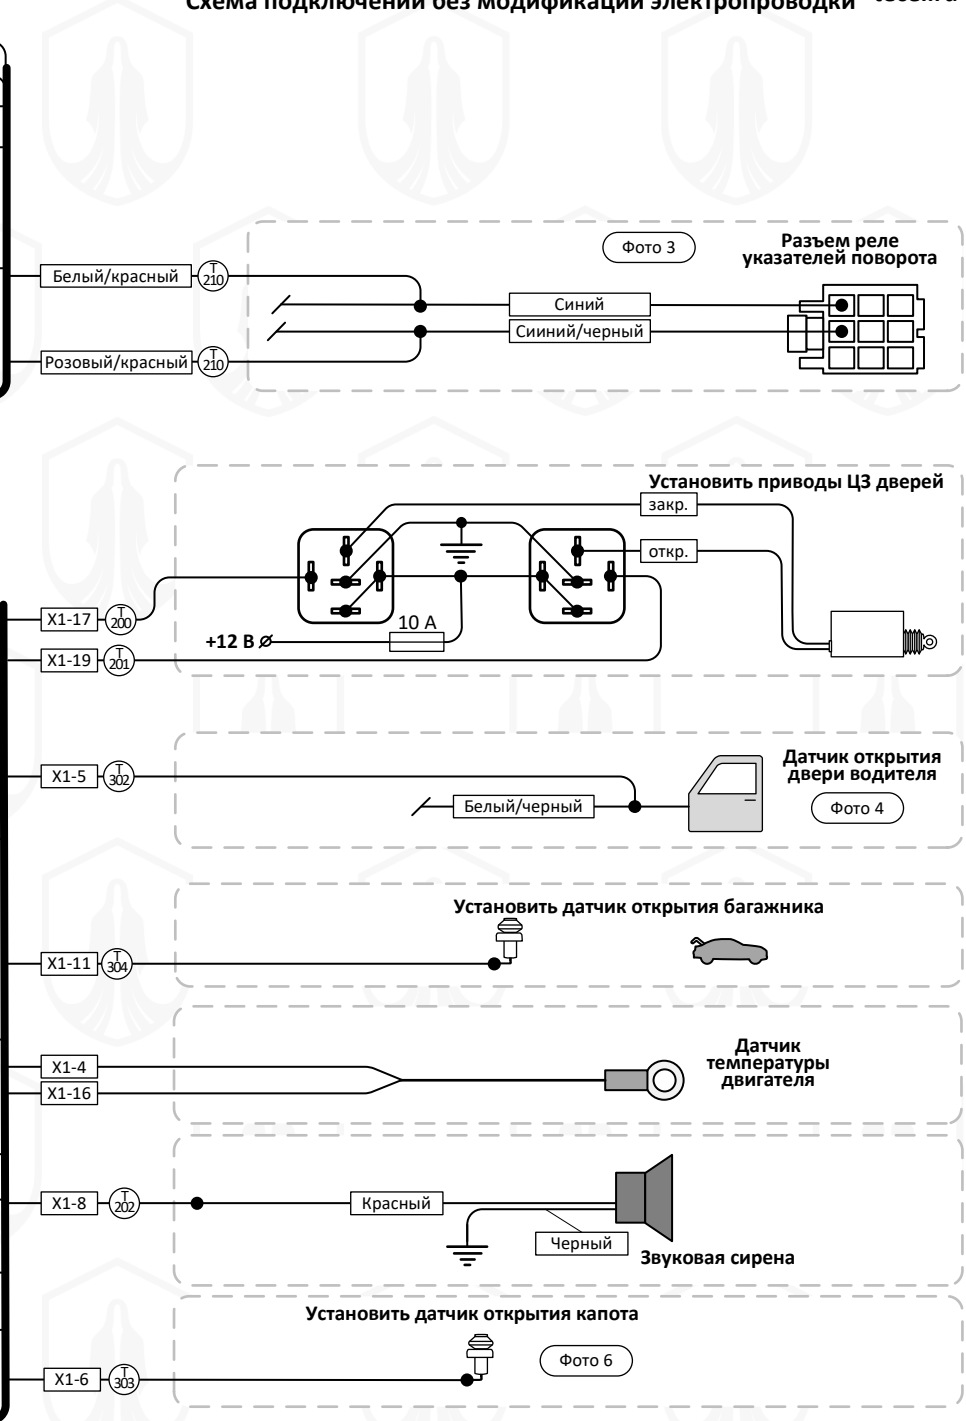 Схема подключений без модификации электропроводки
Фото 3
Разъем реле
указателей поворота
Белый/красный
T
210
Синий
Сииний/черный
Розовый/красный
T
210
Установить приводы ЦЗ дверей
закр.
откр.
X1-17
T
200
+12 В
10 А
X1-19
T
201
Датчик открытия
двери водителя
X1-5
T
302
Белый/черный
Фото 4
Установить датчик открытия багажника
X1-11
T
304
Датчик
температуры
двигателя
X1-4
X1-16
X1-8
T
202
Красный
Черный
Звуковая сирена
Установить датчик открытия капота
Фото 6
X1-6
T
303